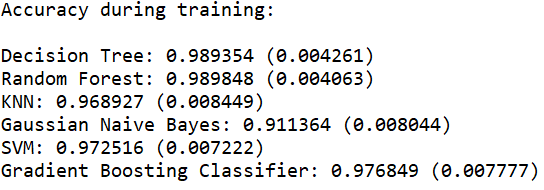 Accuracy during training:
Decision Tree: 0.989354 (0.004261)
Random Forest: 0.989848 (0.004063)
KNN: 0.968927 (0.008449)
Gaussian Naive Bayes: 0.911364 (0.008044)
SVM: 0.972516 (0.007222)
Gradient Boosting Classifier: 0.976849 (0.007777)